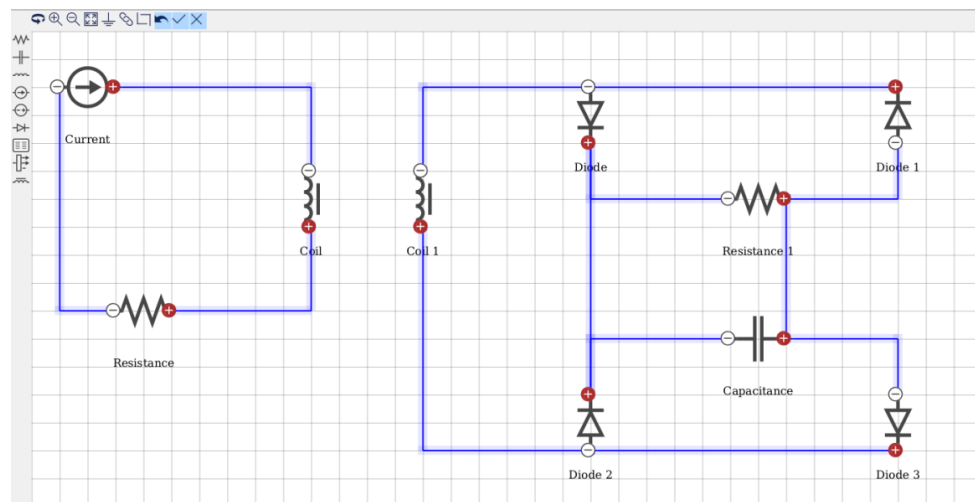 Current
Diode
Diode 1
Coil
Coil 1
Resistance 1
Resistance
Capacitance
Diode 2
Diode 3